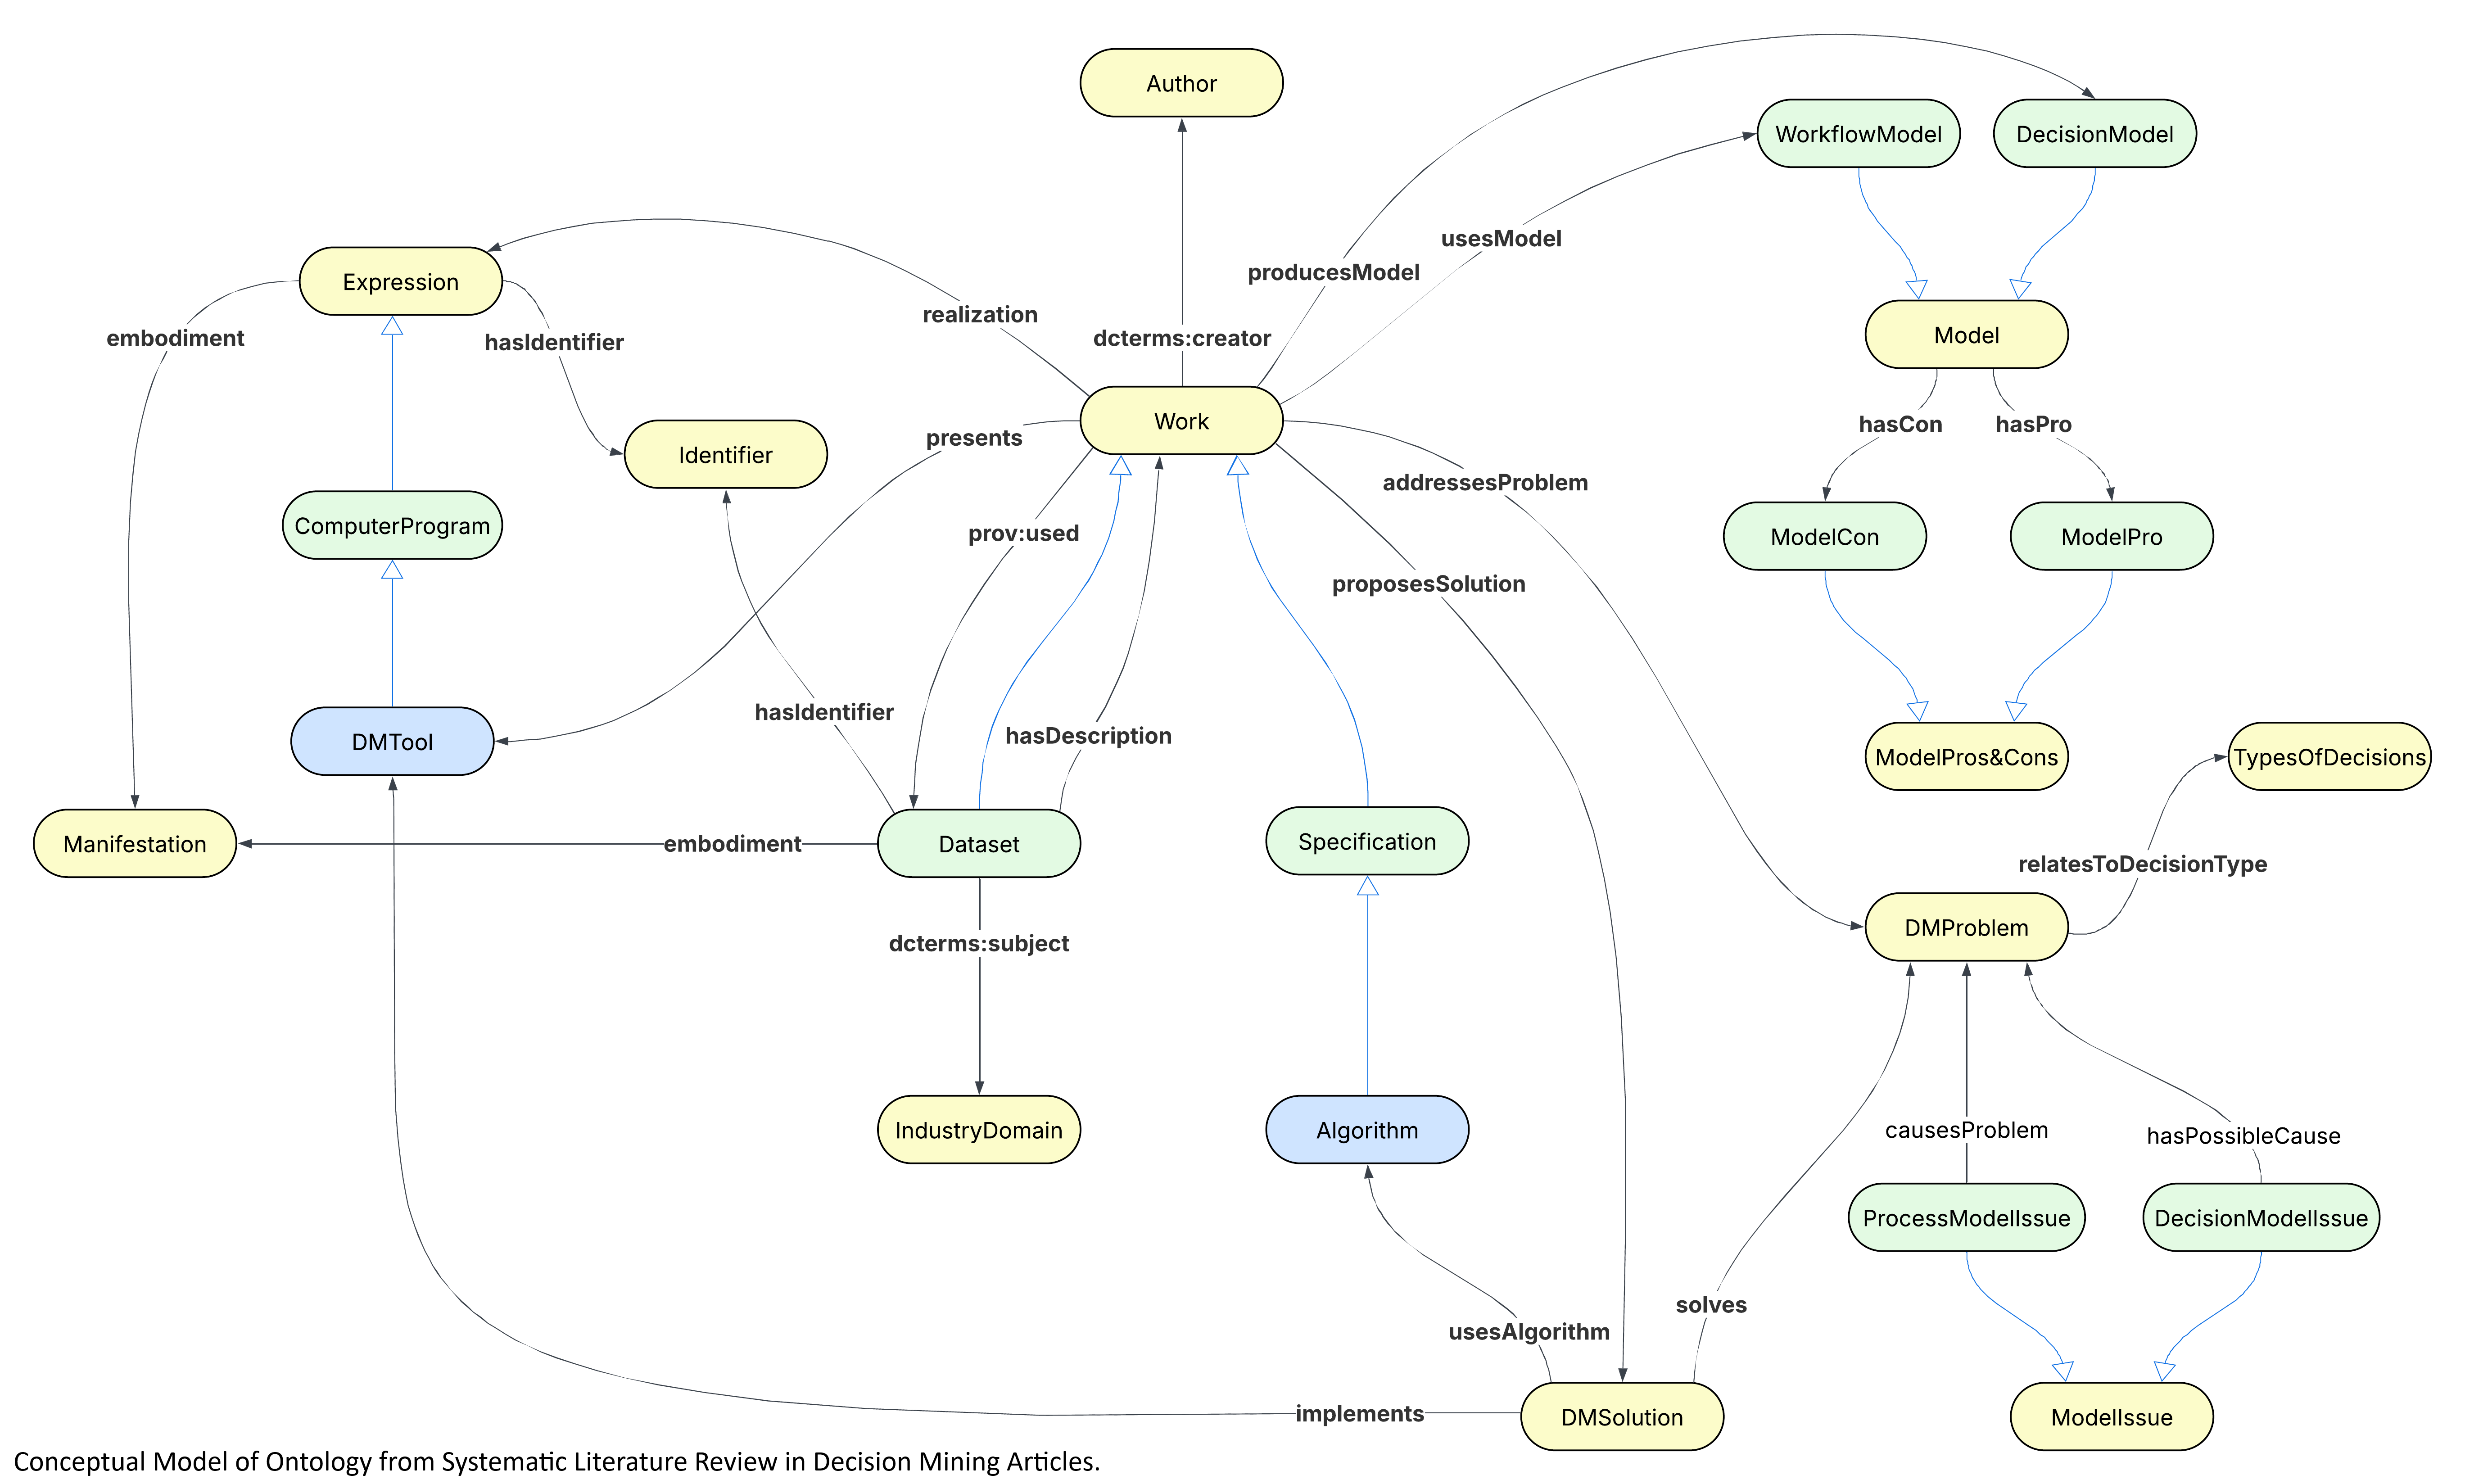 Author
WorkflowModel
DecisionModel
usesModel
producesModel
Expression
realization
embodiment
hasIdentifier
dcterms:creator
Model
Work
hasCon
hasPro
presents
Identifier
addressesProblem
ComputerProgram
prov:used
ModelCon
ModelPro
proposesSolution
hasIdentifier
hasDescription
DMTool
ModelPros&Cons
TypesOfDecisions
Manifestation
embodiment
Dataset
Specification
relatesToDecisionType
dcterms:subject
DMProblem
IndustryDomain
Algorithm
causesProblem
hasPossibleCause
ProcessModelIssue
DecisionModelIssue
solves
usesAlgorithm
implements
DMSolution
ModelIssue
Conceptual Model of Ontology from Systematic Literature Review in Decision Mining Articles.